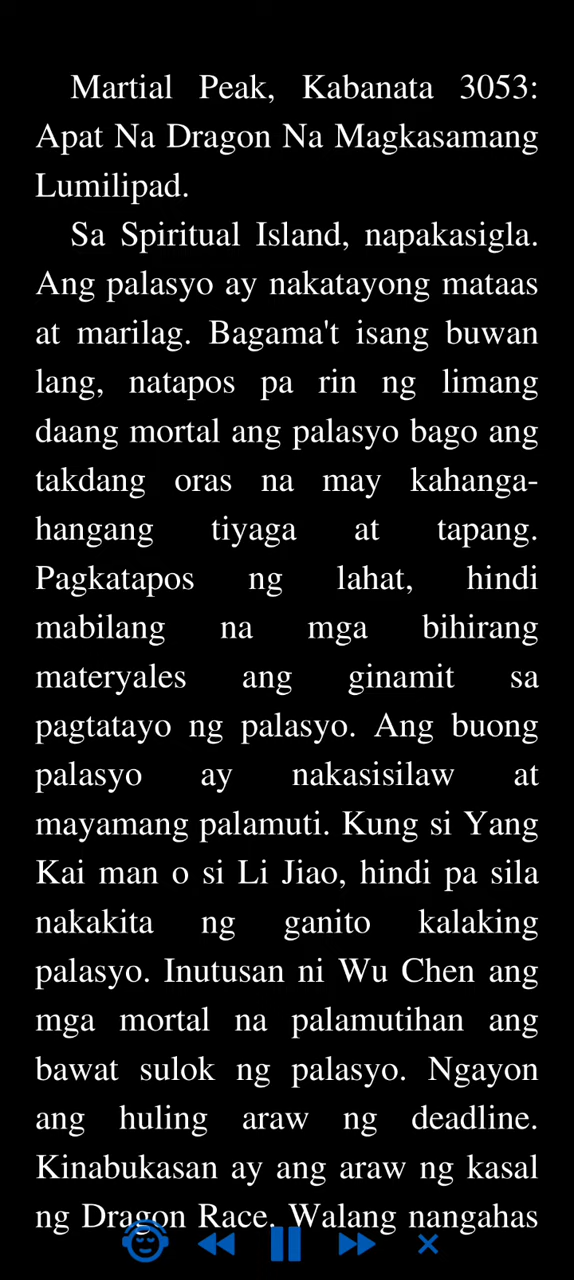 Martial Peak, Kabanata 3053:
Apat Na Dragon Na Magkasamang
Lumilipad.
Sa Spiritual Island, napakasigla.
Ang palasyo ay nakatayong mataas
at marilag. Bagama't isang buwan
lang, natapos pa rin ng limang
daang mortal ang palasyo bago ang
takdang oras na may kahanga-
hangang tiyaga at tapang.
Pagkatapos ng lahat, hindi
mabilang na mga bihirang
materyales ang ginamit sa
pagtatayo ng palasyo. Ang buong
palasyo ay nakasisilaw at
mayamang palamuti. Kung si Yang
Kai man o si Li Jiao, hindi pa sila
nakakita ng ganito kalaking
palasyo. Inutusan ni Wu Chen ang
mga mortal na palamutihan ang
bawat sulok ng palasyo. Ngayon
ang huling araw ng deadline.
Kinabukasan ay ang araw ng kasal
ng Dragon Race. Walang nangahas